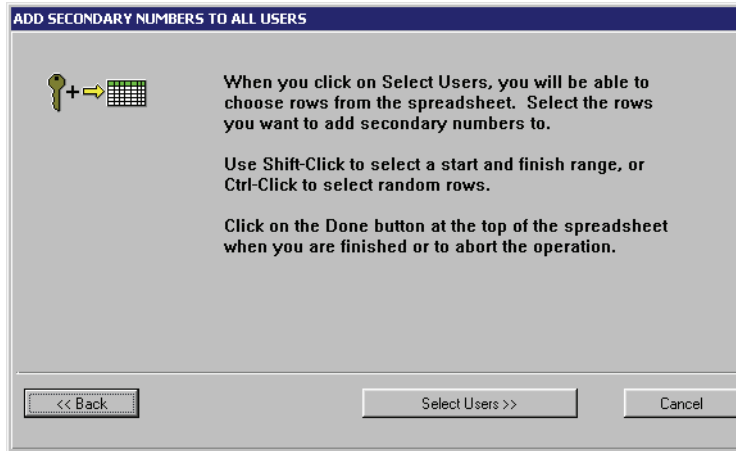 ADD SECONDARY NUMBERS TO ALL USERS
When you click on Select Users, you will be able to
choose rows from the spreadsheet. Select the rows
you want to add secondary numbers to.
Use Shift-Click to select a start and finish range, or
Ctrl-Click to select random rows.
Click on the Done button at the top of the spreadsheet
when you are finished or to abort the operation.
<< Back
Select Users >>
Cancel